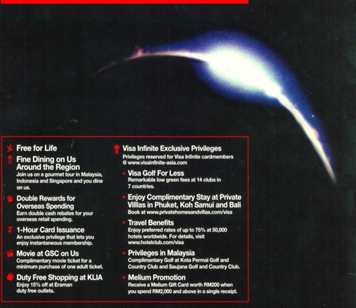 Free for Life
Fine Dining on Us
Around the Region
Join us on a gourmet tour in Malaysia,
Indonesia and Singapore and you dine
on us.
Double Rewards for
Overseas Spending
Earn double cash rebates for your
overseas retail spending.
1-Hour Card Issuance
An exclusive privilege that lets you
enjoy instantaneous membership.
Movie at GSC on Us
Complimentary movie ticket for a
minimum purchase of one adult ticket.
Duty Free Shopping at KLIA
Enjoy 15% off at Eraman
duty free outlets.
Visa Infinite Exclusive Privileges
Privileges reserved for Visa Infinite cardmembers
@ www.visainfinite-asia.com
Visa Golf For Less
Remarkable low green fees at 14 clubs in
7 countries.
Enjoy Complimentary Stay at Private
Villas in Phuket, Koh Samui and Bali
Book at www.privatehomesandvillas.com/visa
Travel Benefits
Enjoy preferred rates of up to 75% at 50,000
hotels worldwide. For details, visit
www.hotelclub.com/visa
Privileges in Malaysia
Complimentary Golf at Kota Permai Golf and
Country Club and Saujana Golf and Country Club.
Melium Promotion
Receive a Melium Gift Card worth RM200 when
you spend RM2,000 and above in a single receipt.